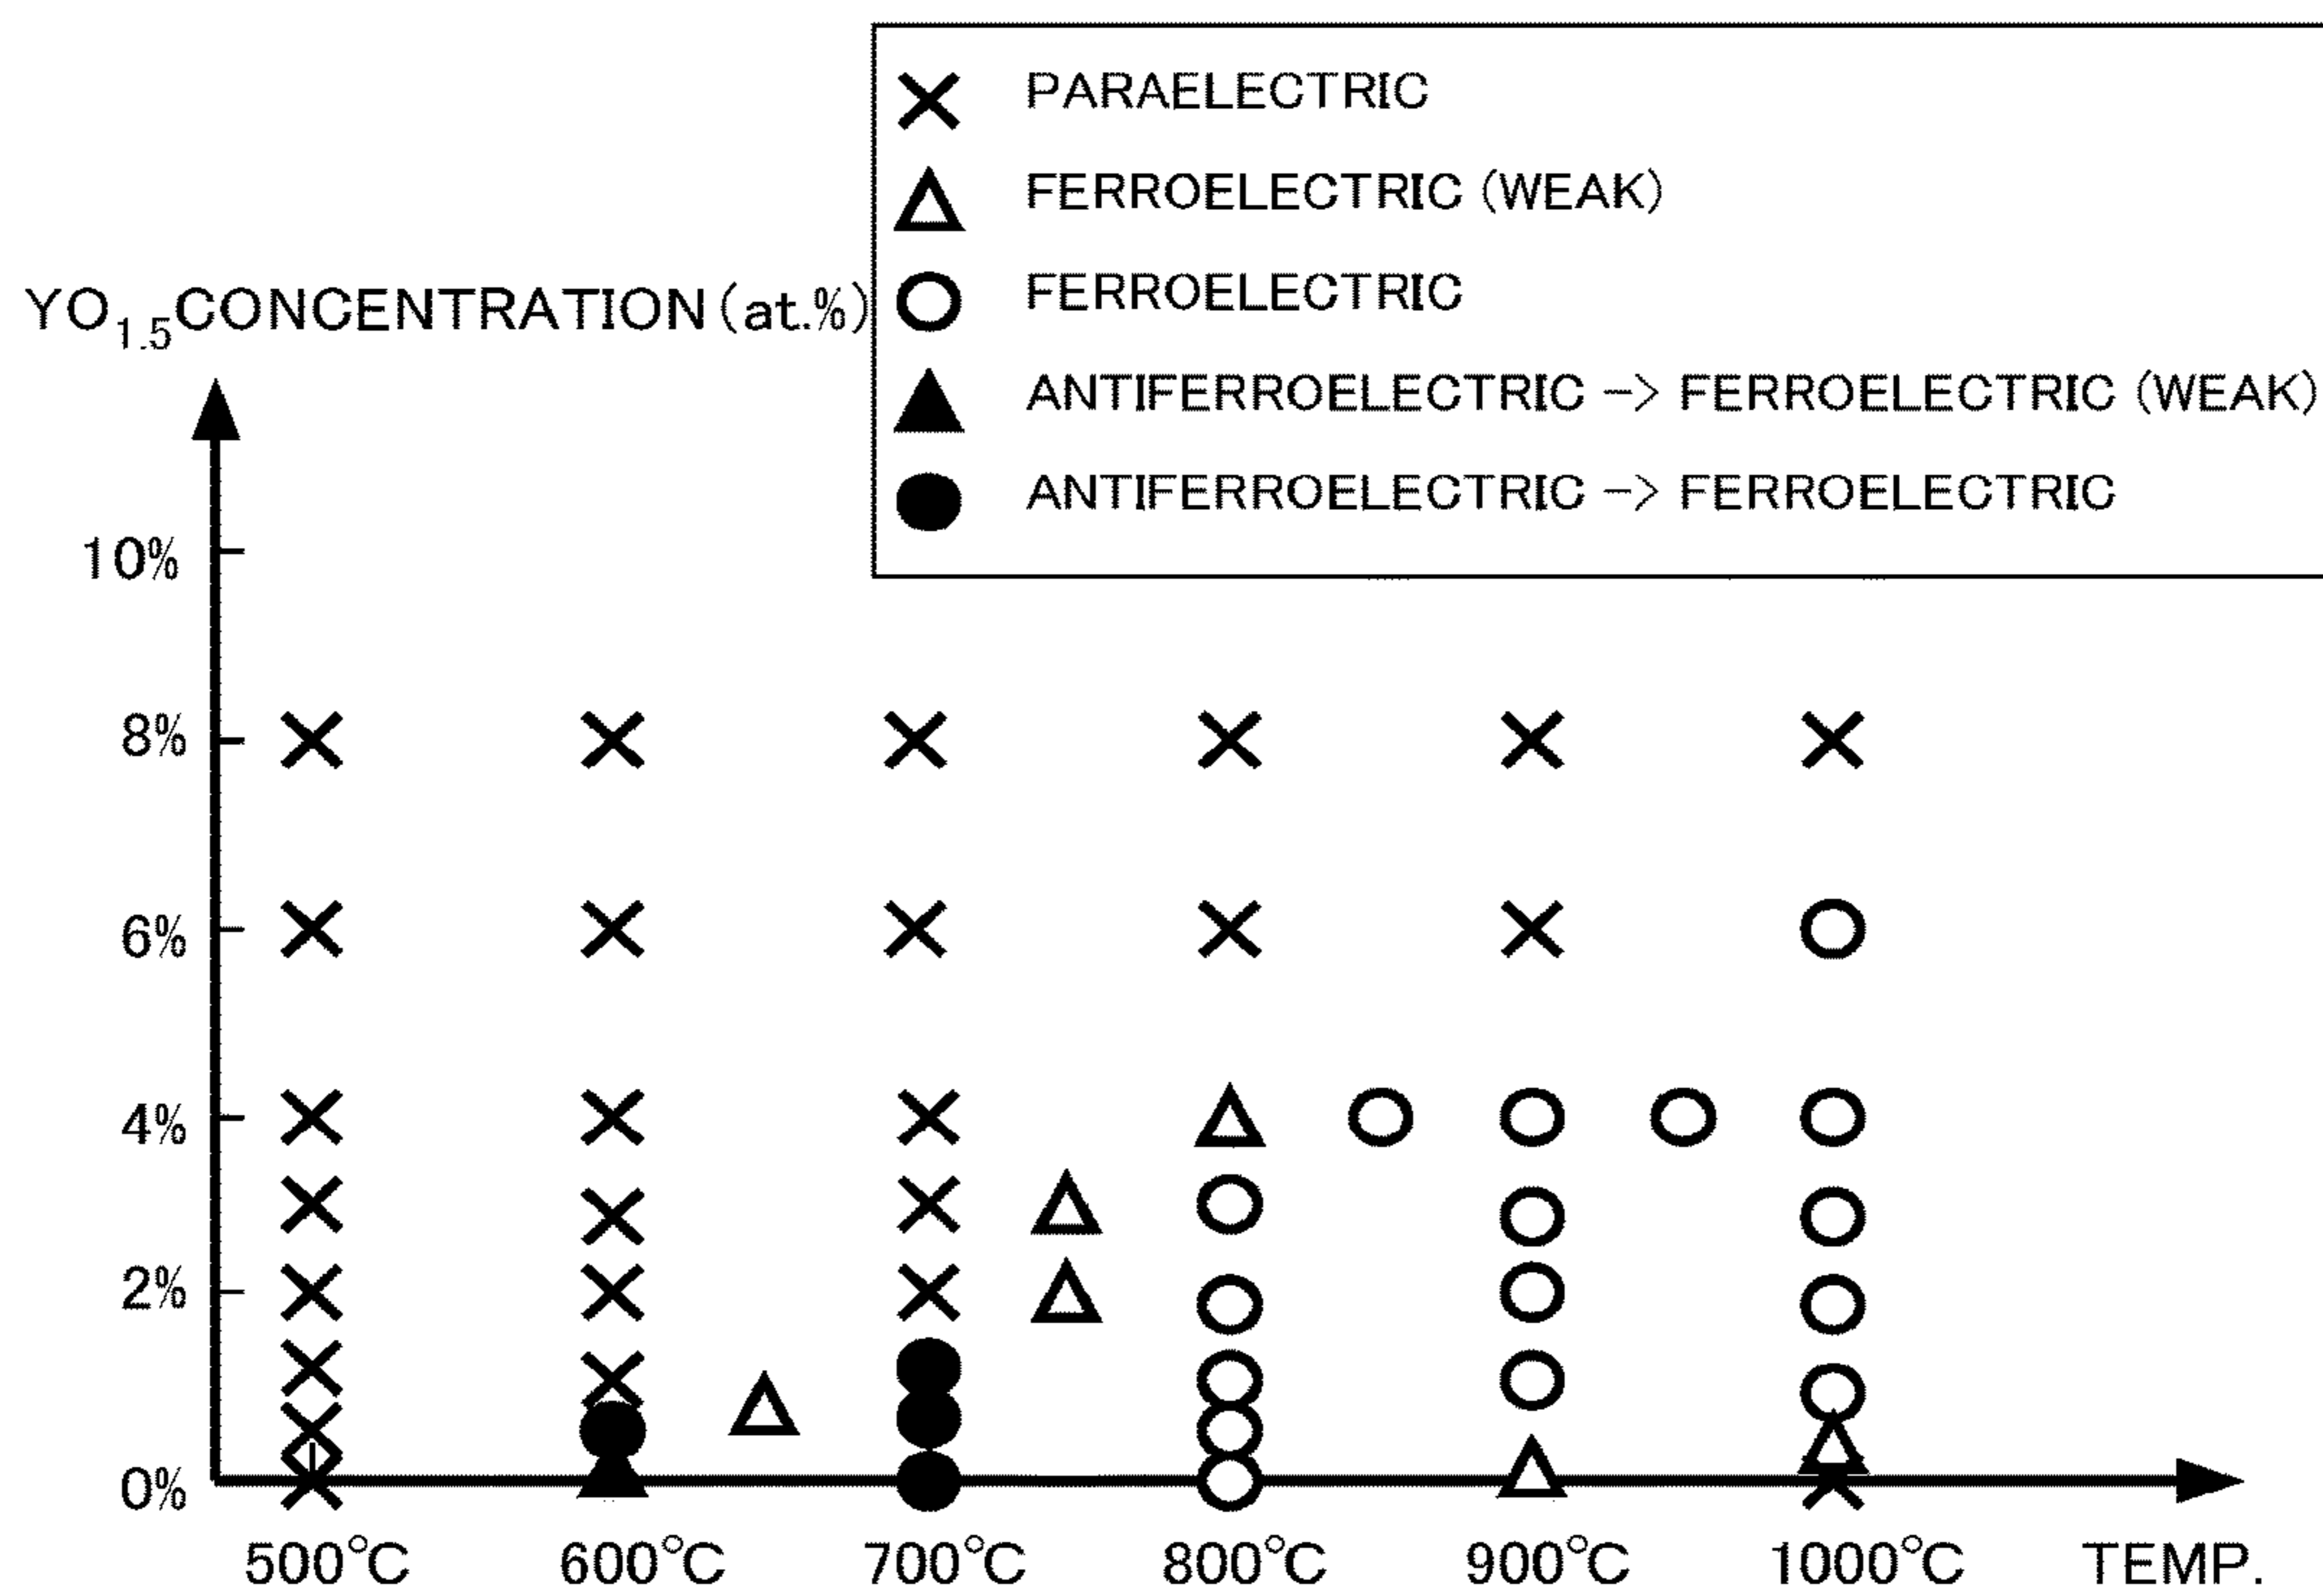 PARAELECTRIC
FERROELECTRIC (WEAK)
FERROELECTRIC
ANTIFERROELECTRIC -> FERROELECTRIC (WEAK)
ANTIFERROELECTRIC -> FERROELECTRIC
YO1.5CONCENTRATION(at.%)
10%
8%
6%
4%
2%
0%
500℃ 600℃ 700℃ 800℃ 900℃ 1000℃ TEMP.